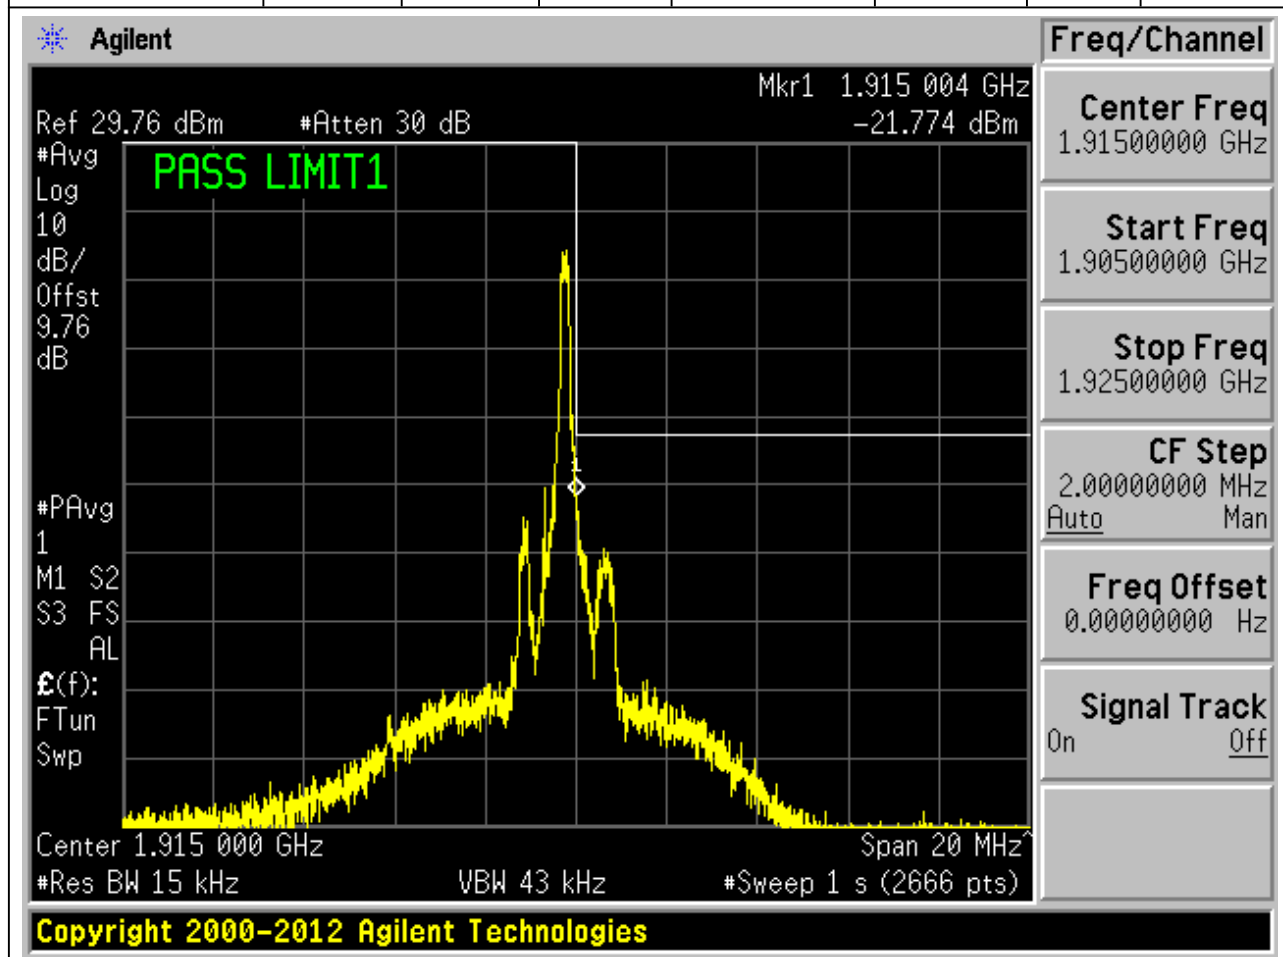 Agilent
Freq/Channel
Mkr1 1.915 004 GHz
Ref 29.76 dBm #Atten 30 dB -21.774 dBm
#Avg
Log
10
dB/
Offst
9.76
dB
PASS LIMIT1
1
#PAvg
1
M1 S2
S3 FS
AL
£(f):
FTun
Swp
Center 1.915 000 GHz Span 20 MHz^
#Res BW 15 kHz VBW 43 kHz #Sweep 1 s (2666 pts)
Center Freq
1.91500000 GHz
Start Freq
1.90500000 GHz
Stop Freq
1.92500000 GHz
CF Step
2.00000000 MHz
Auto Man
Freq Offset
0.00000000 Hz
Signal Track
On Off
Copyright 2000-2012 Agilent Technologies